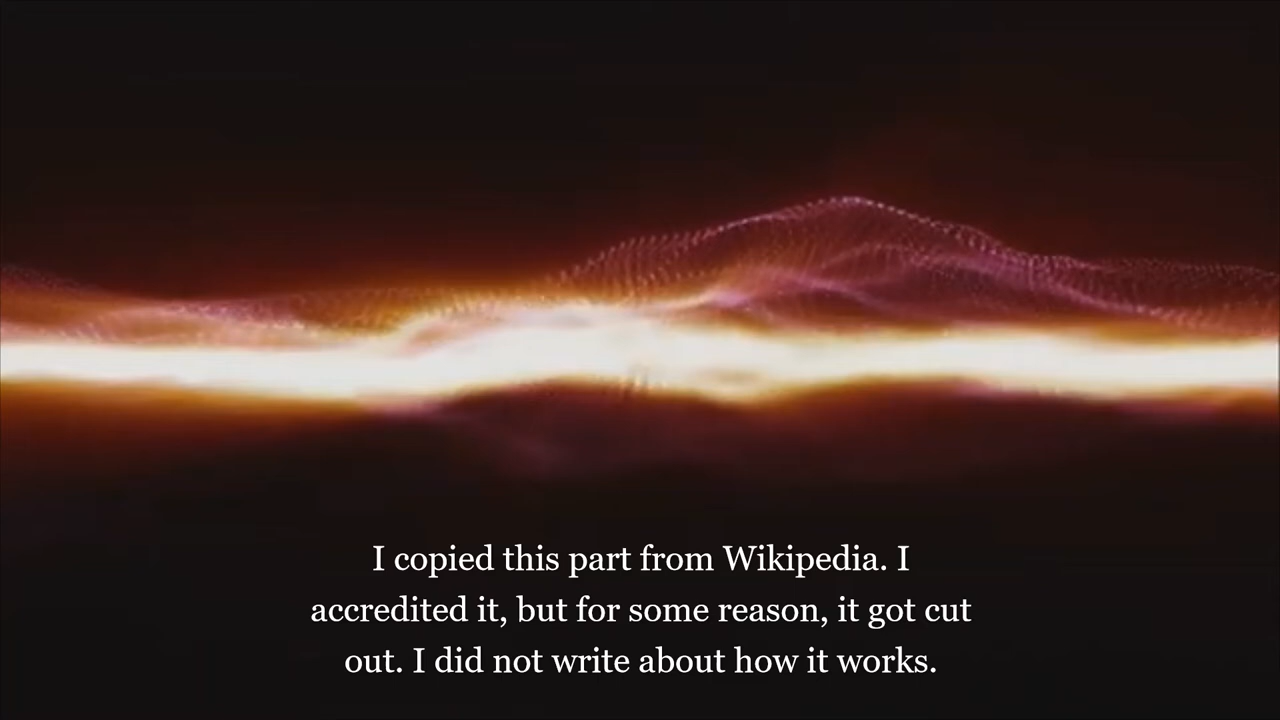 I copied this part from Wikipedia. I
accredited it, but for some reason, it got cut
out. I did not write about how it works.